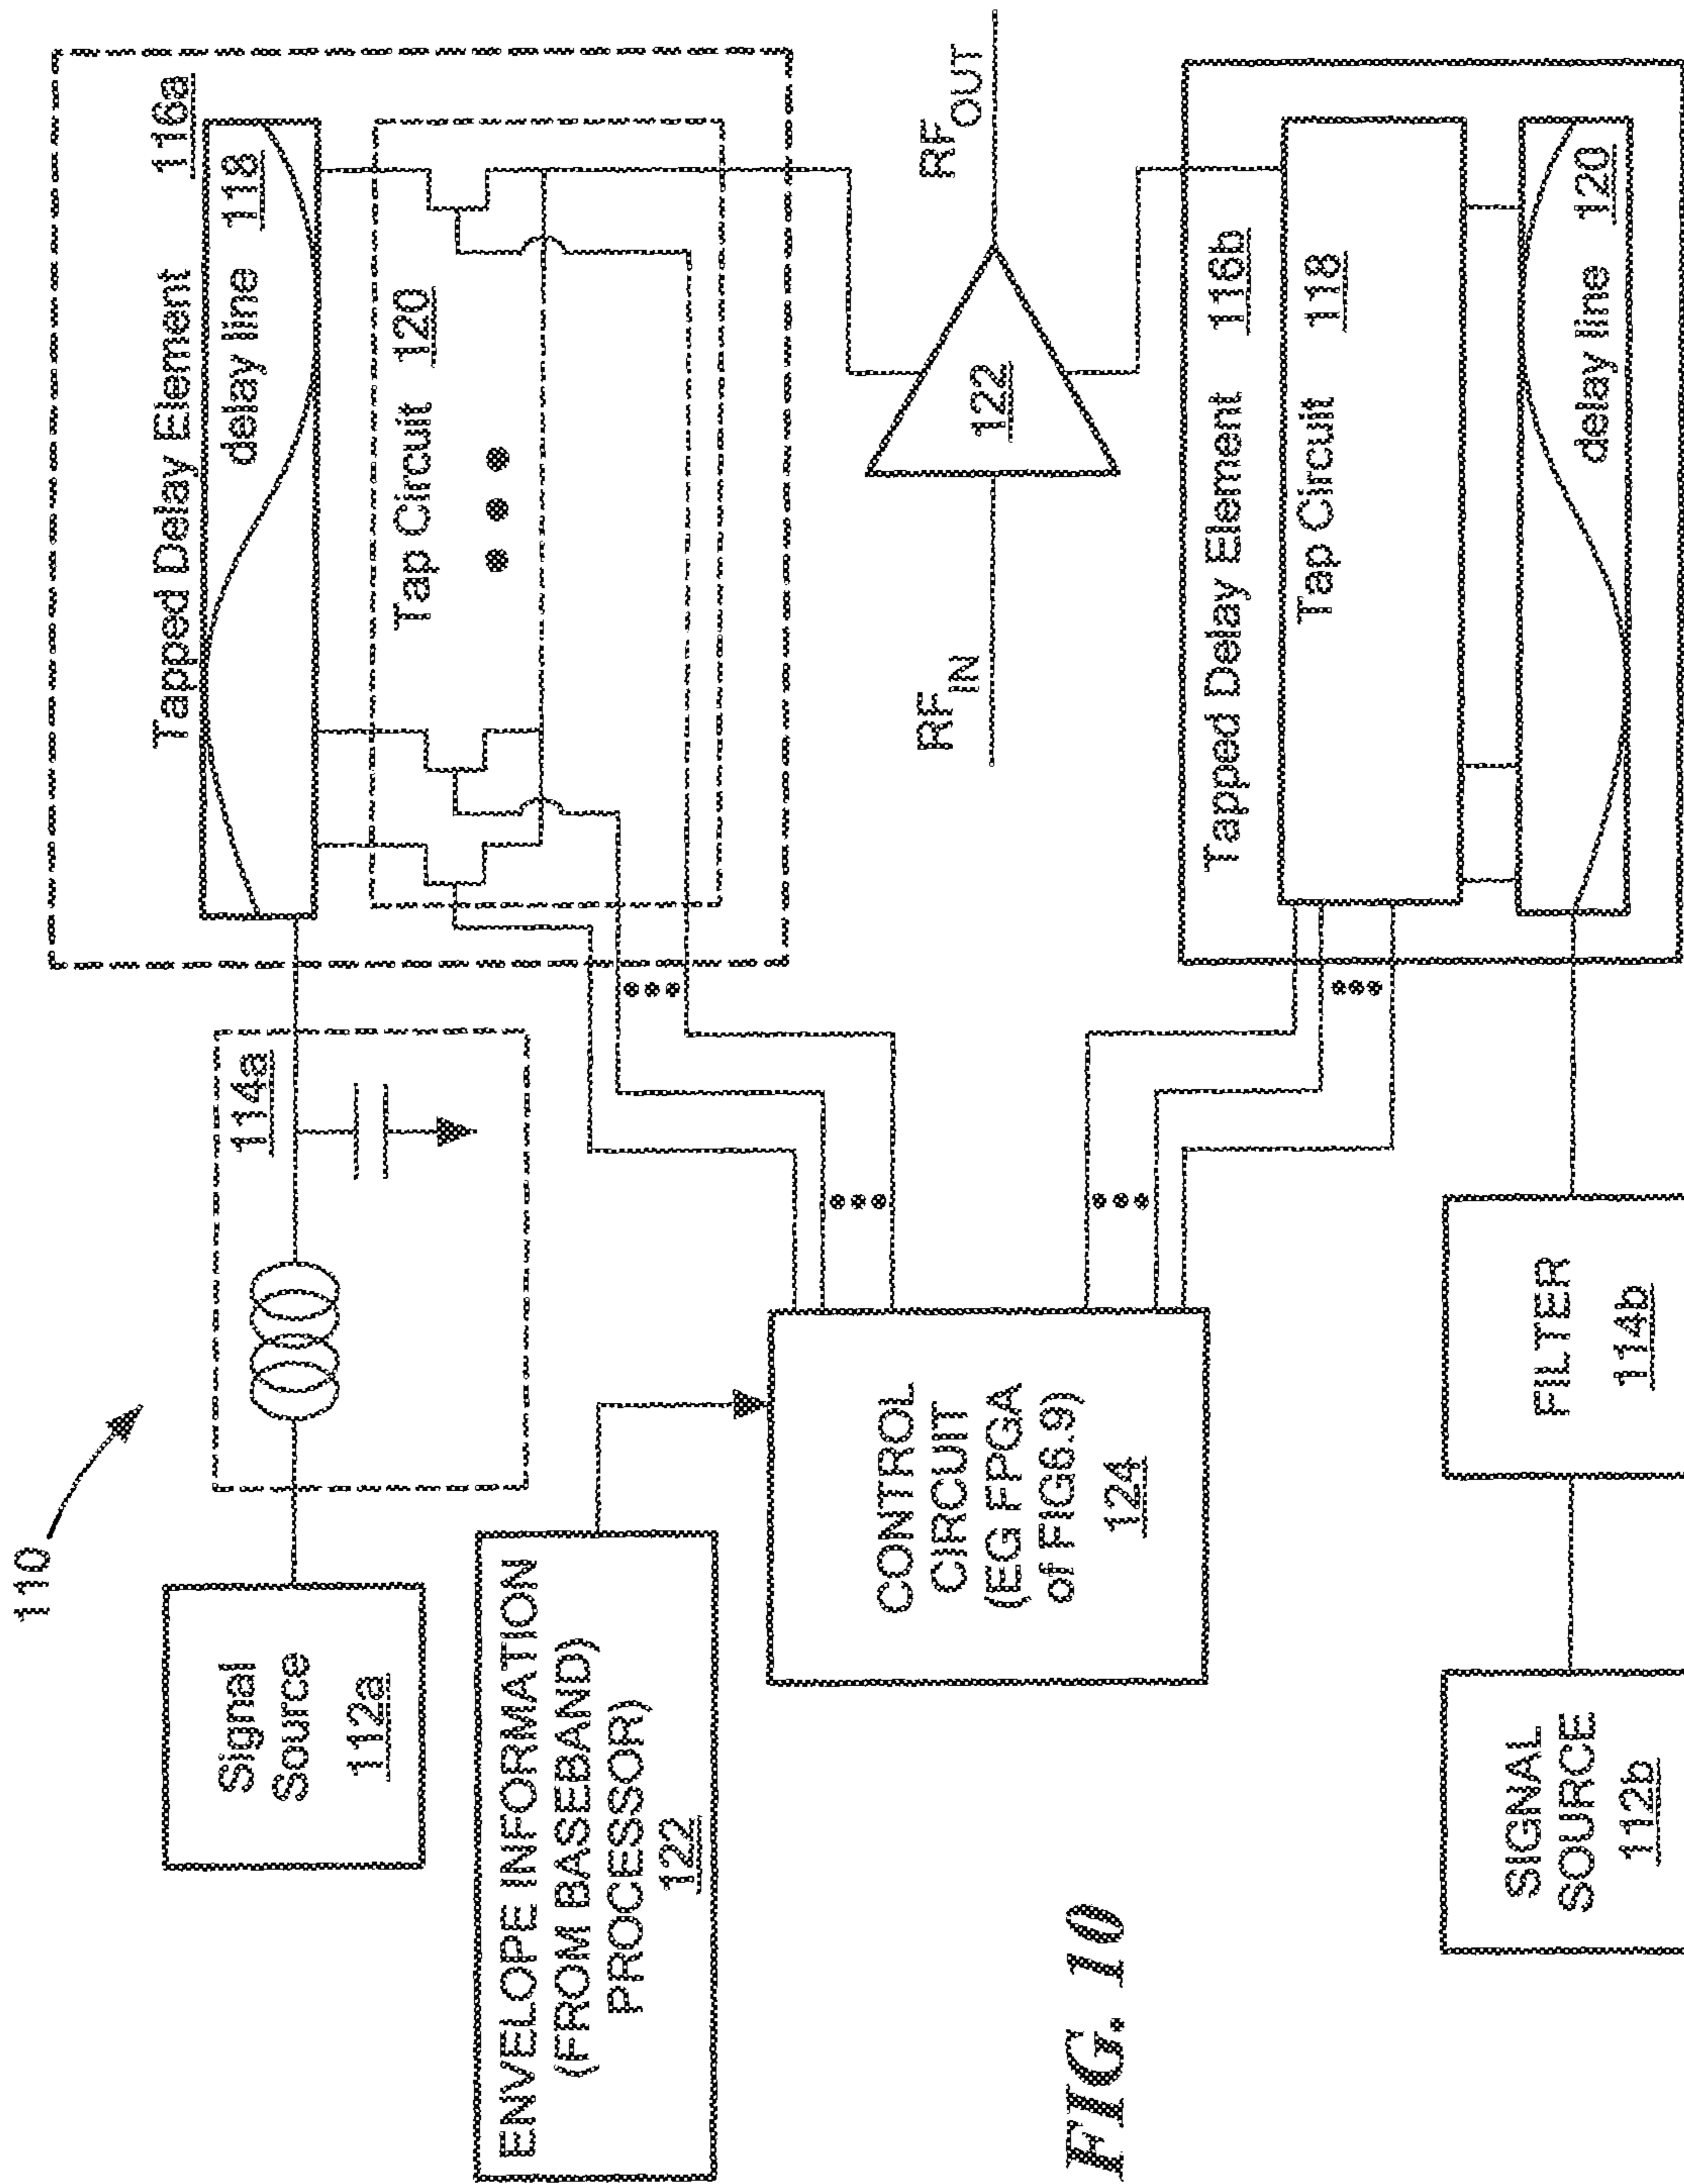 110
Signal
Source
112a
114a
Tapped Delay Element 116a
delay line 118
Tap Circuit 120
ENVELOPE INFORMATION
(FROM BASEBAND
PROCESSOR)
122
CONTROL
CIRCUIT
(EG FPGA
of FIG6.9)
124
RF IN
122
RF OUT
Tapped Delay Element 116b
Tap Circuit 118
delay line 120
SIGNAL
SOURCE
112b
FILTER
114b
FIG. 10